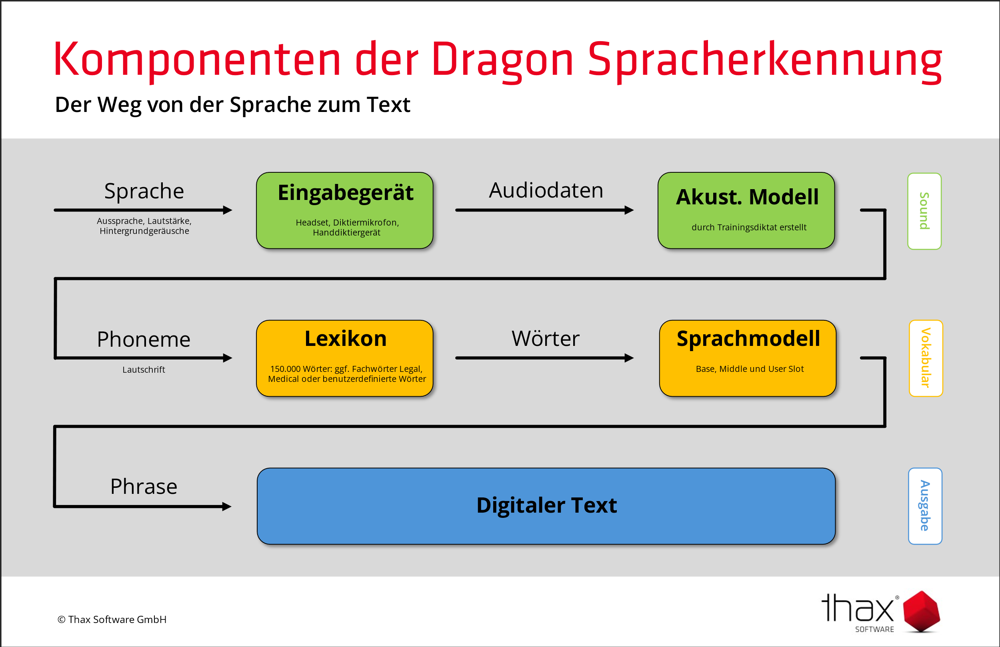 Komponenten der Dragon Spracherkennung
Der Weg von der Sprache zum Text
Sprache
Aussprache, Lautstärke,
Hintergrundgeräusche
Eingabegerät
Headset, Diktiermikrofon,
Handdiktiergerät
Audiodaten
Akust. Modell
durch Trainingsdiktat erstellt
Sound
Phoneme
Lautschrift
Lexikon
150.000 Wörter: ggf. Fachwörter Legal,
Medical oder benutzerdefinierte Wörter
Wörter
Sprachmodell
Base, Middle und User Slot
Vokabular
Phrase
Digitaler Text
Ausgabe
© Thax Software GmbH
thax®
SOFTWARE